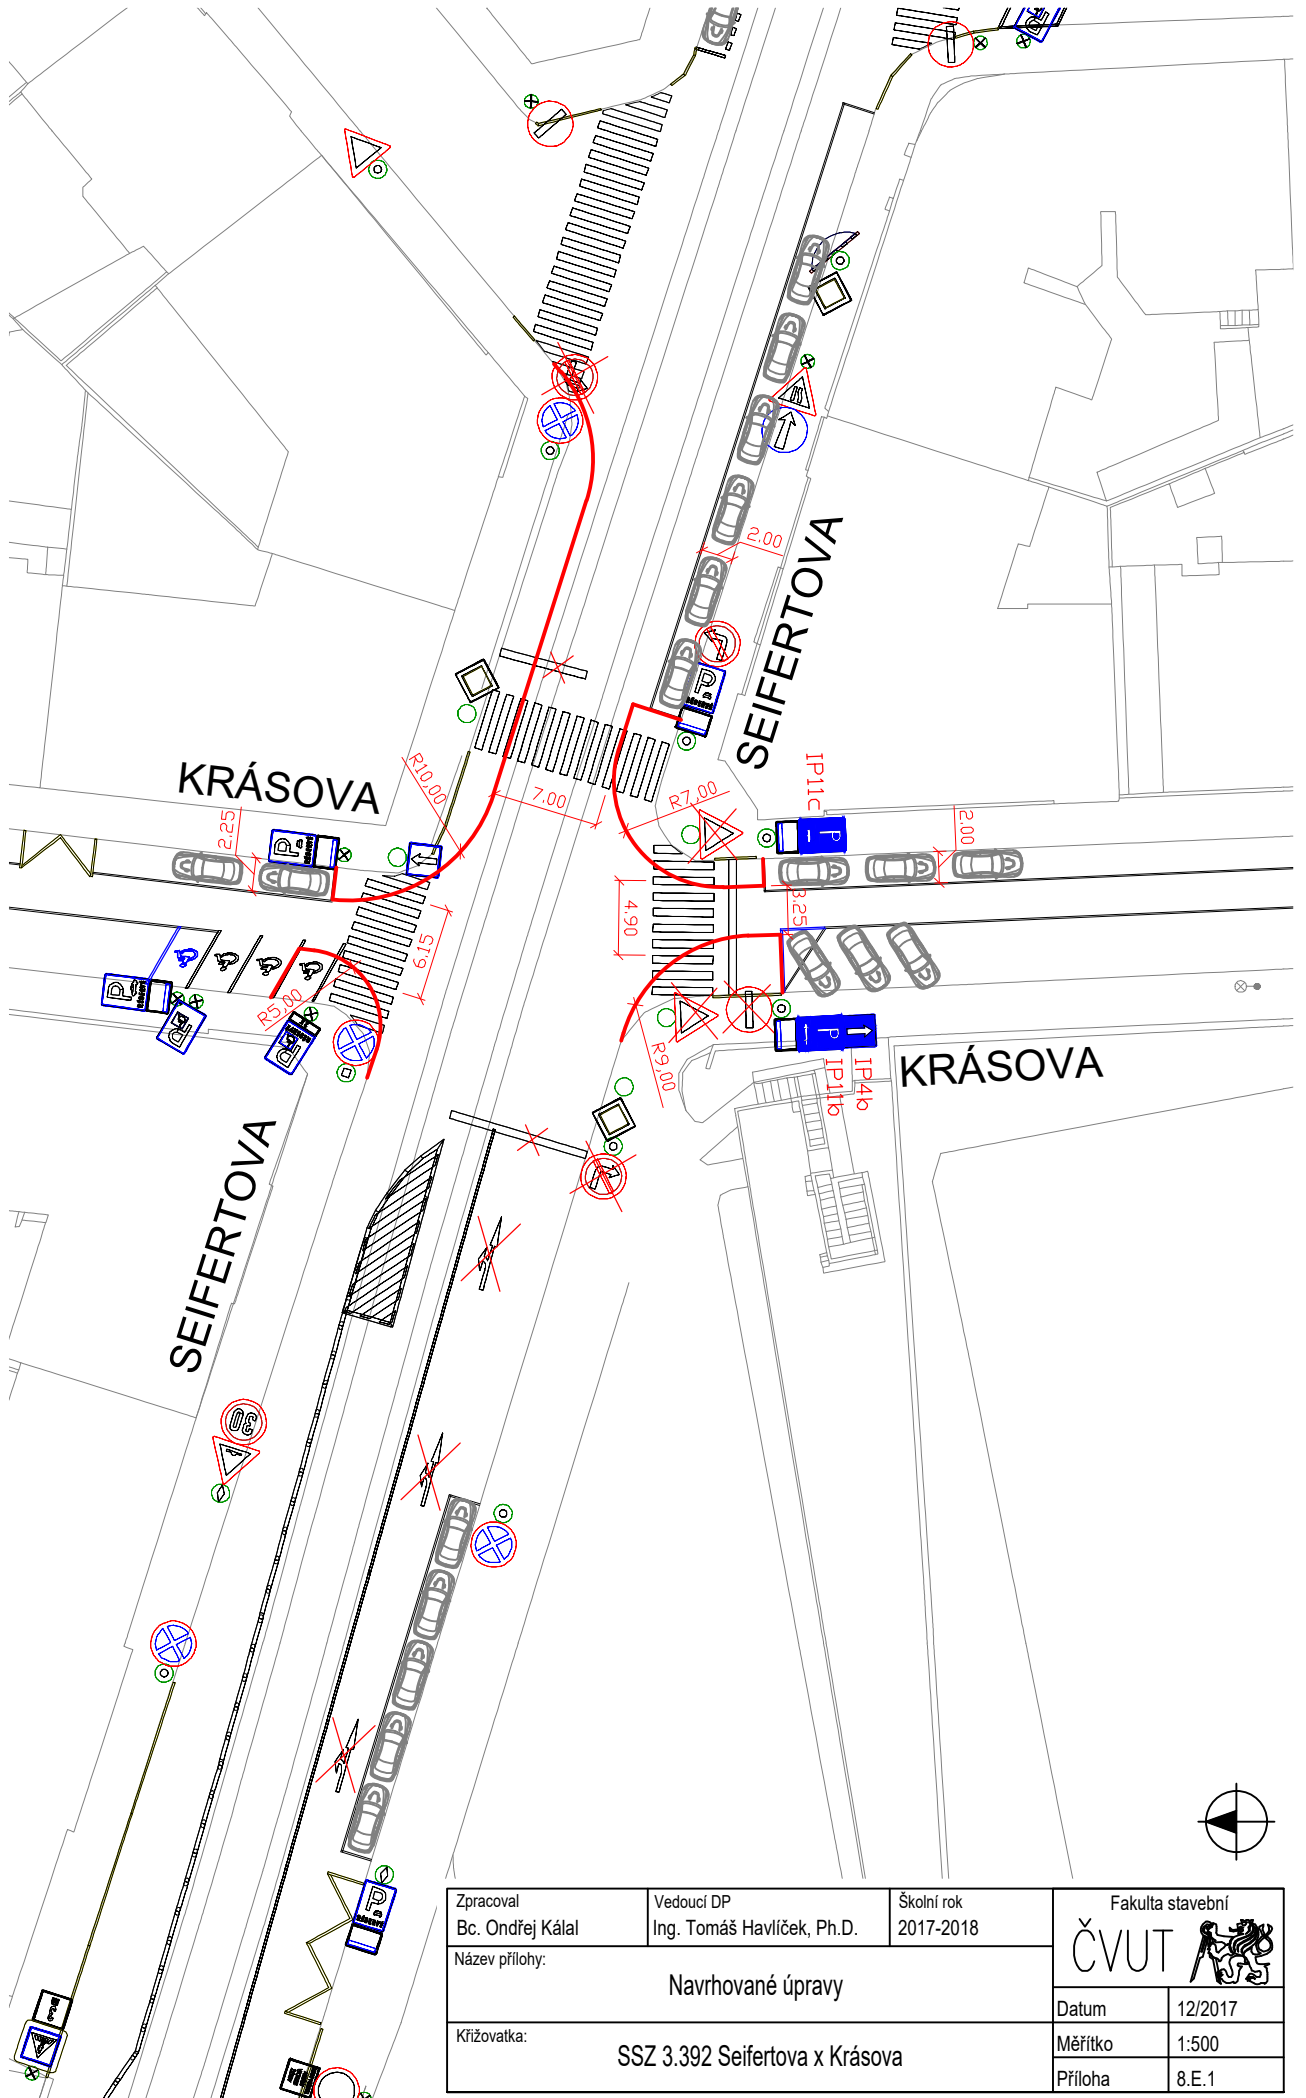 2.00
SEIFERTOVA
KRÁSOVA
2.25
R10,00
7.00
R7,00
IP11c
2.00
3.25
4.90
6.15
R5,00
R9,00
IP11b
IP4b
KRÁSOVA
SEIFERTOVA
30
P
P
P
P
P
Zpracoval
Bc. Ondřej Kálal
Vedoucí DP
Ing. Tomáš Havlíček, Ph.D.
Školní rok
2017-2018
Fakulta stavební
ČVUT
Název přílohy:
Navrhované úpravy
Datum
12/2017
Křižovatka:
SSZ 3.392 Seifertova x Krásova
Měřítko
1:500
Příloha
8.E.1